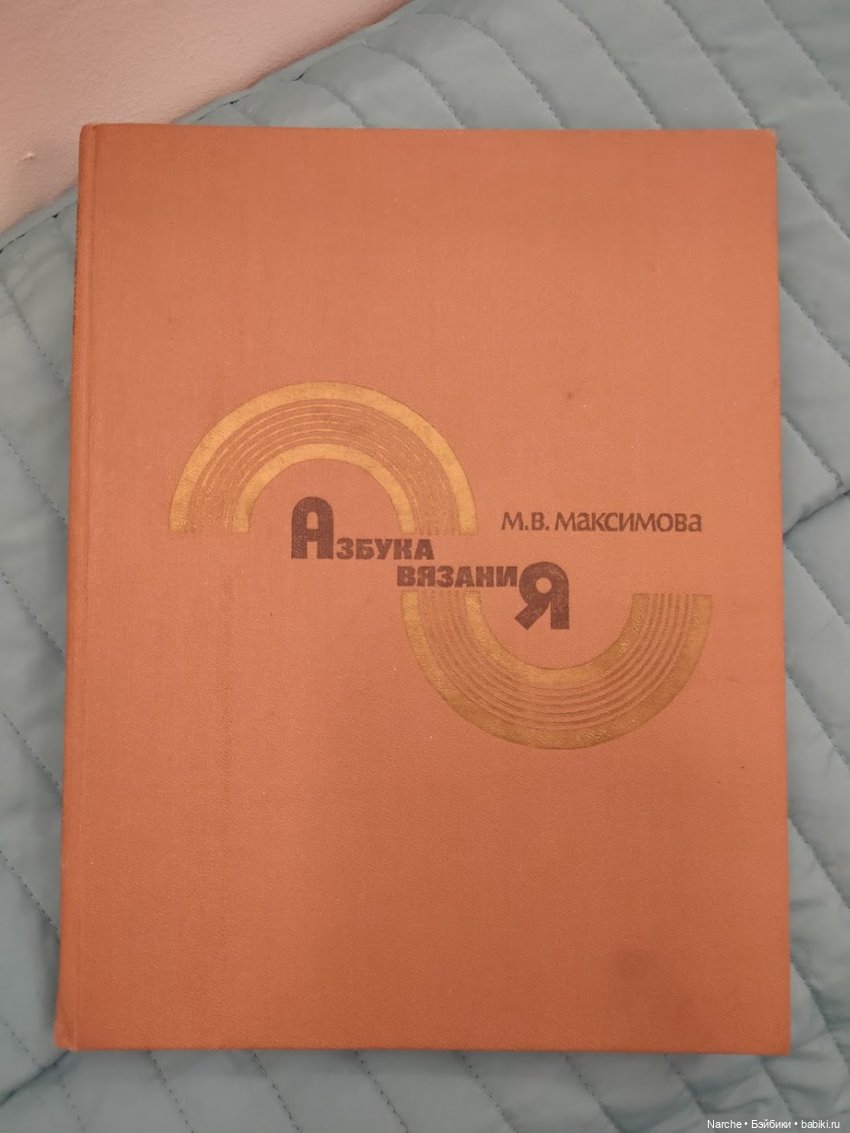 М.В. Максимова
Азбука
вязаниЯ
Narche • Бэйбики • babiki.ru